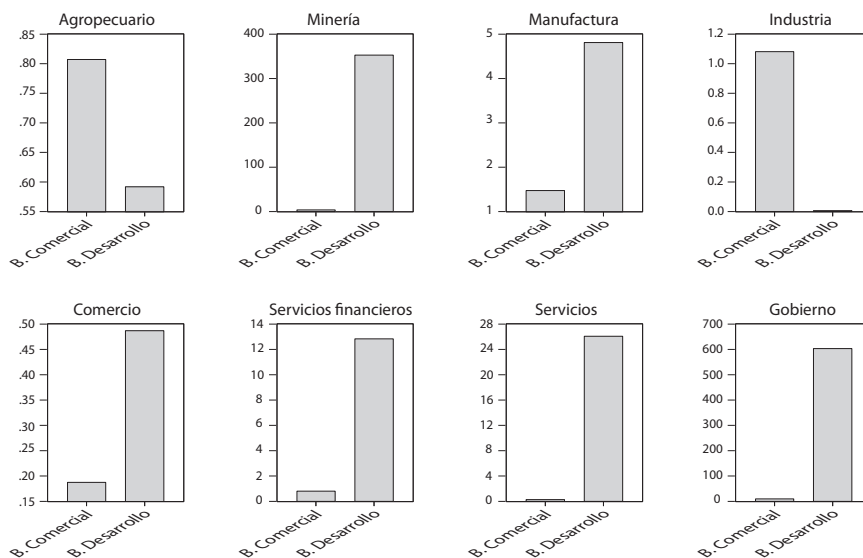 Agropecuario
.85
.80
.75
.70
.65
.60
.55
B. Comercial
B. Desarrollo
Minería
400
300
200
100
0
B. Comercial
B. Desarrollo
Manufactura
5
4
3
2
1
B. Comercial
B. Desarrollo
Industria
1.2
1.0
0.8
0.6
0.4
0.2
0.0
B. Comercial
B. Desarrollo
Comercio
.50
.45
.40
.35
.30
.25
.20
.15
B. Comercial
B. Desarrollo
Servicios financieros
14
12
10
8
6
4
2
0
B. Comercial
B. Desarrollo
Servicios
28
24
20
16
12
8
4
0
B. Comercial
B. Desarrollo
Gobierno
700
600
500
400
300
200
100
0
B. Comercial
B. Desarrollo